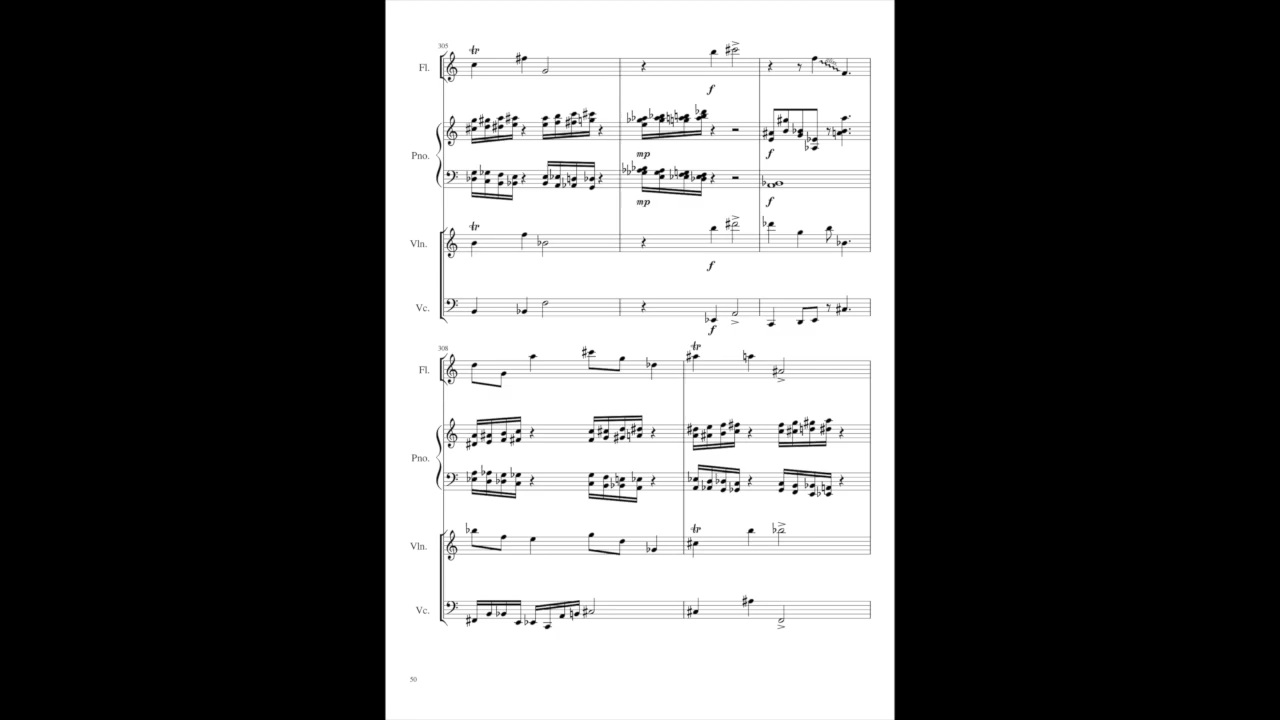 305
tr
Fl.
f
Pno.
mp
f
mp
f
tr
Vln.
f
Vc.
f
308
tr
Fl.
Pno.
tr
Vln.
Vc.
50